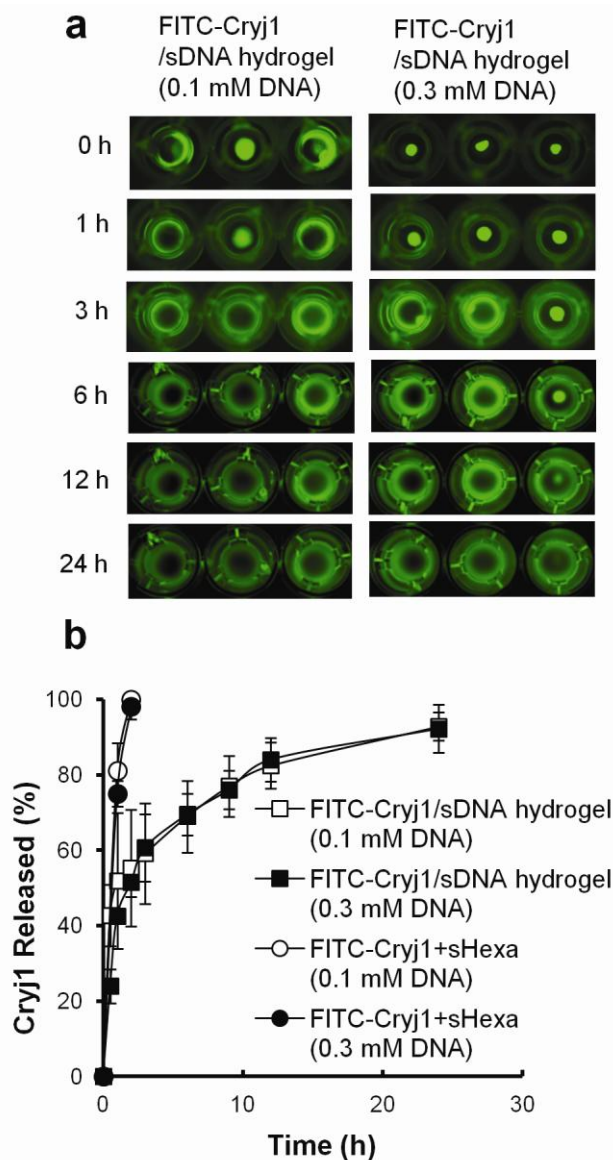 a
FITC-Cryj1
/sDNA hydrogel
(0.1 mM DNA)
FITC-Cryj1
/sDNA hydrogel
(0.3 mM DNA)
0 h
1 h
3 h
6 h
12 h
24 h
b
Cryj1 Released (%)
100
80
60
40
20
0
FITC-Cryj1/sDNA hydrogel
(0.1 mM DNA)
FITC-Cryj1/sDNA hydrogel
(0.3 mM DNA)
FITC-Cryj1+sHexa
(0.1 mM DNA)
FITC-Cryj1+sHexa
(0.3 mM DNA)
0 10 20 30
Time (h)